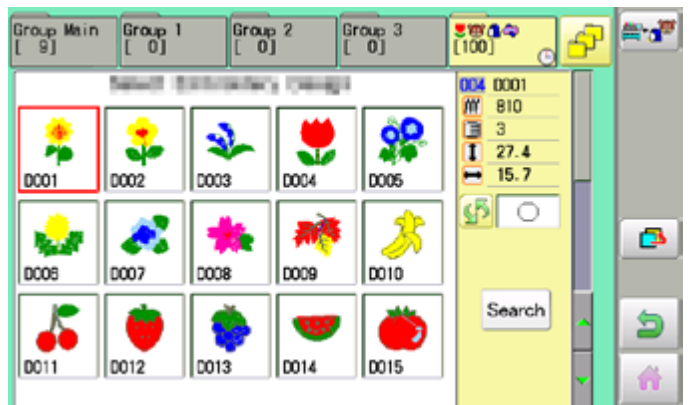 Group Main
[ 9]
Group 1
[ 0]
Group 2
[ 0]
Group 3
[ 0]
[100]
004 D001
810
3
27.4
15.7
D001
D002
D003
D004
D005
D006
D007
D008
D009
D010
Search
D011
D012
D013
D014
D015